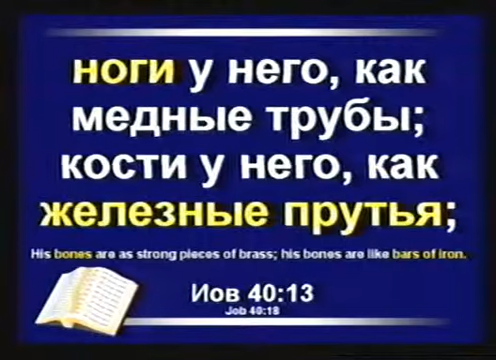 ноги у него, как
медные трубы;
кости у него, как
железные прутья;
His bones are as strong pieces of brass; his bones are like bars of iron.
Иов 40:13
Job 40:18